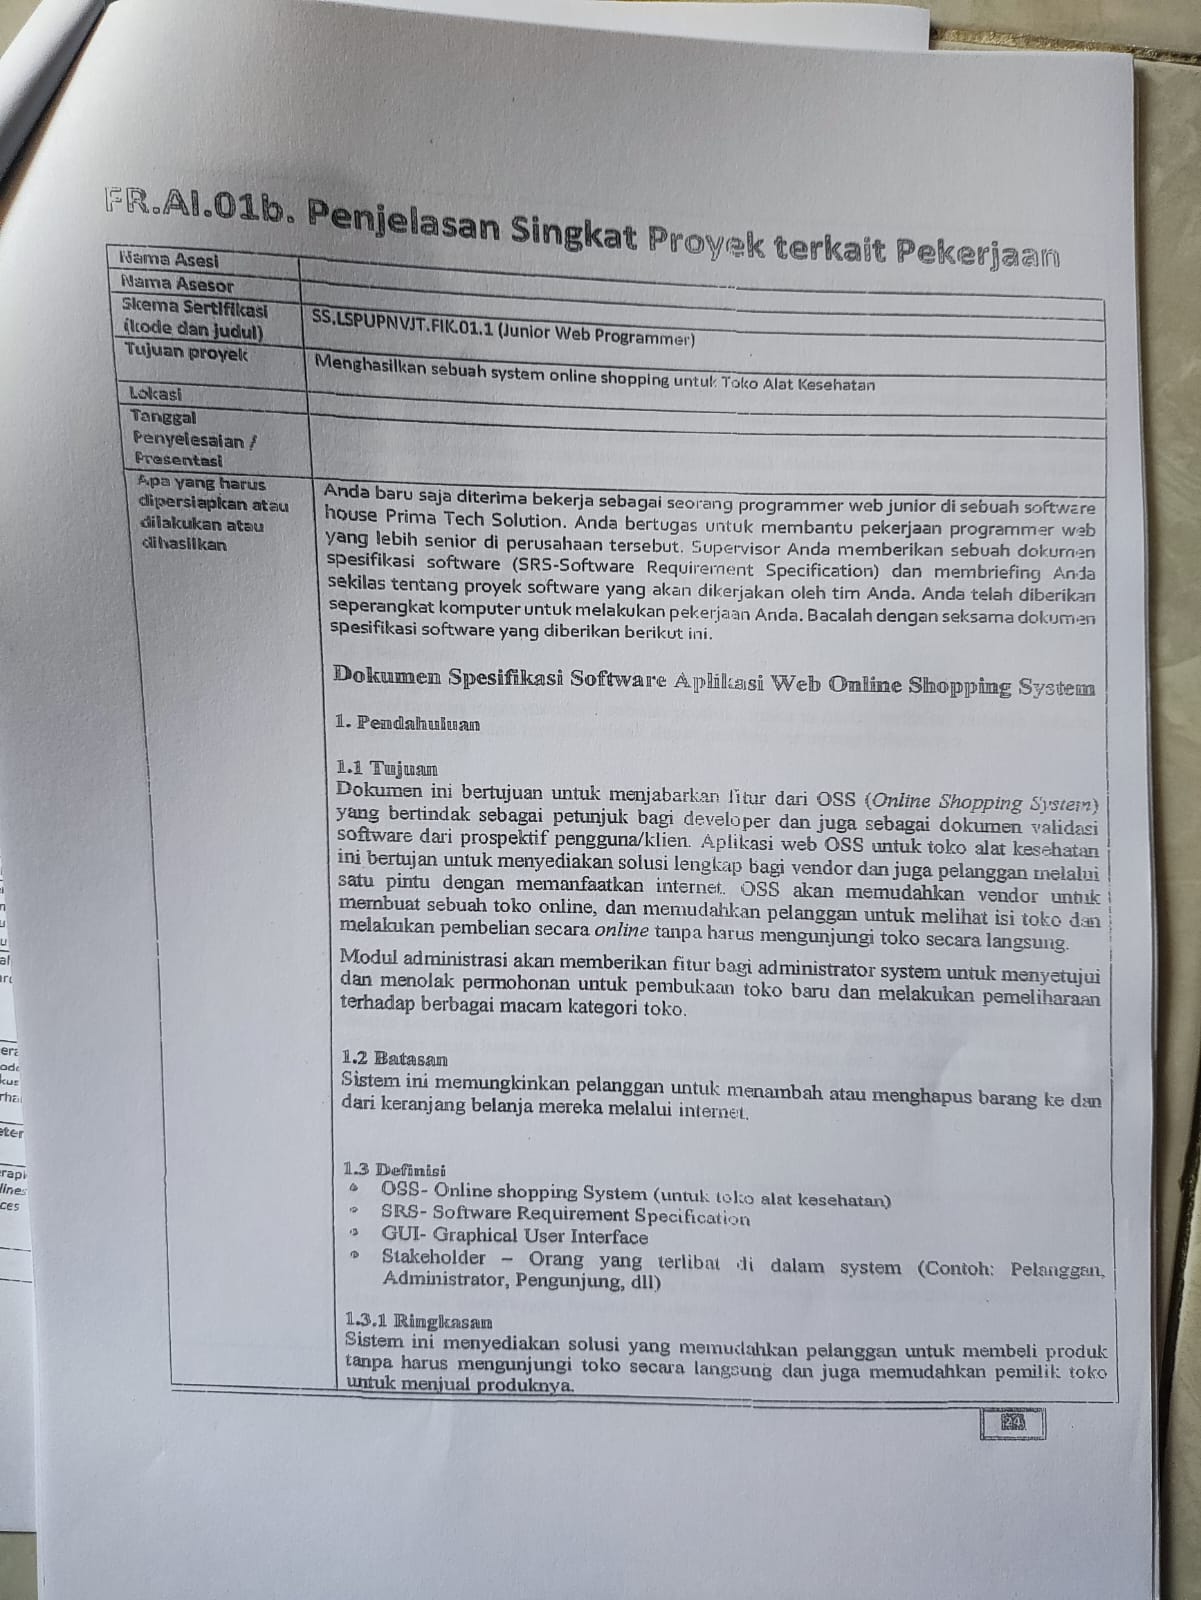 FR.AI.01b. Penjelasan Singkat Proyek terkait Pekerjaan
Nama Asesi
Nama Asesor
Skema Sertifikasi
(kode dan judul)
SS.LSPUPNVJT.FIK.01.1 (Junior Web Programmer)
Tujuan proyek
Menghasilkan sebuah system online shopping untuk Toko Alat Kesehatan
Lokasi
Tanggal
Penyelesaian /
Presentasi
Apa yang harus
dipersiapkan atau
dilakukan atau
dihasilkan
Anda baru saja diterima bekerja sebagai seorang programmer web junior di sebuah software
house Prima Tech Solution. Anda bertugas untuk membantu pekerjaan programmer web
yang lebih senior di perusahaan tersebut. Supervisor Anda memberikan sebuah dokumen
spesifikasi software (SRS-Software Requirement Specification) dan membriefing Anda
sekilas tentang proyek software yang akan dikerjakan oleh tim Anda. Anda telah diberikan
seperangkat komputer untuk melakukan pekerjaan Anda. Bacalah dengan seksama dokumen
spesifikasi software yang diberikan berikut ini.
Dokumen Spesifikasi Software Aplikasi Web Online Shopping System
1. Pendahuluan
1.1 Tujuan
Dokumen ini bertujuan untuk menjabarkan fitur dari OSS (Online Shopping System)
yang bertindak sebagai petunjuk bagi developer dan juga sebagai dokumen validasi
software dari prospektif pengguna/klien. Aplikasi web OSS untuk toko alat kesehatan
ini bertujan untuk menyediakan solusi lengkap bagi vendor dan juga pelanggan melalui
satu pintu dengan memanfaatkan internet. OSS akan memudahkan vendor untuk
membuat sebuah toko online, dan memudahkan pelanggan untuk melihat isi toko dan
melakukan pembelian secara online tanpa harus mengunjungi toko secara langsung.
Modul administrasi akan memberikan fitur bagi administrator system untuk menyetujui
dan menolak permohonan untuk pembukaan toko baru dan melakukan pemeliharaan
terhadap berbagai macam kategori toko.
1.2 Batasan
Sistem ini memungkinkan pelanggan untuk menambah atau menghapus barang ke dan
dari keranjang belanja mereka melalui internet.
1.3 Definisi
• OSS- Online shopping System (untuk toko alat kesehatan)
• SRS- Software Requirement Specification
• GUI- Graphical User Interface
• Stakeholder – Orang yang terlibat di dalam system (Contoh: Pelanggan,
Administrator, Pengunjung, dll)
1.3.1 Ringkasan
Sistem ini menyediakan solusi yang memudahkan pelanggan untuk membeli produk
tanpa harus mengunjungi toko secara langsung dan juga memudahkan pemilik toko
untuk menjual produknya.
24